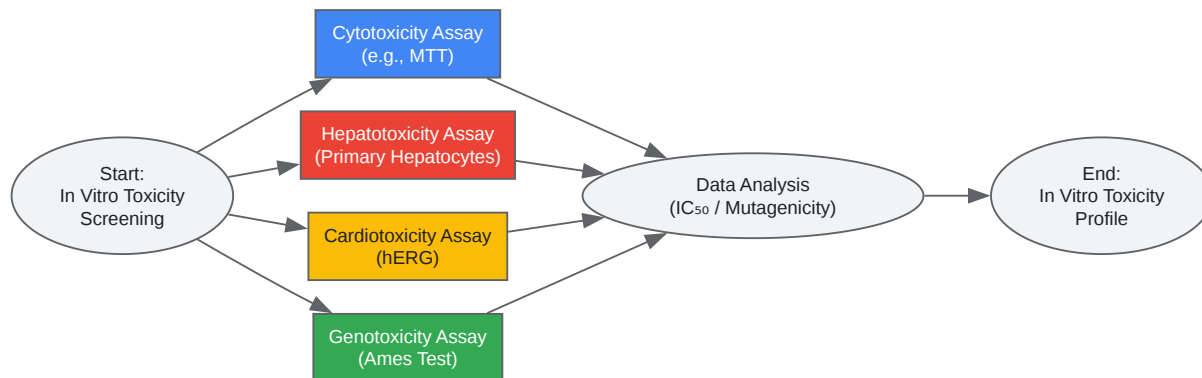 Start:
In Vitro Toxicity
Screening
Cytotoxicity Assay
(e.g., MTT)
Hepatotoxicity Assay
(Primary Hepatocytes)
Cardiotoxicity Assay
(hERG)
Genotoxicity Assay
(Ames Test)
Data Analysis
(IC₅₀ / Mutagenicity)
End:
In Vitro Toxicity
Profile